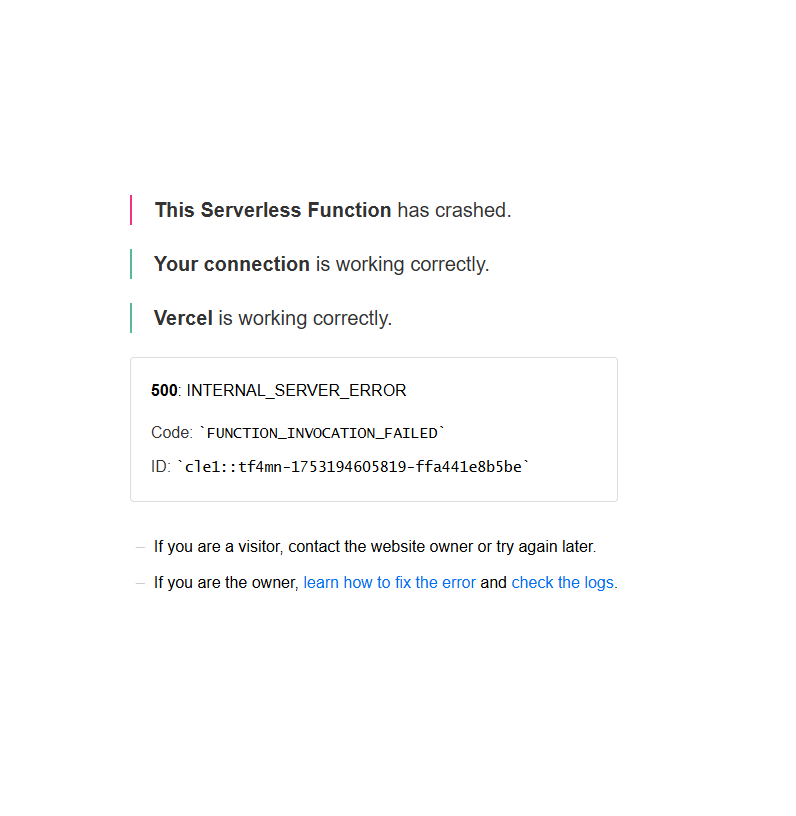 This Serverless Function has crashed.
Your connection is working correctly.
Vercel is working correctly.
500: INTERNAL_SERVER_ERROR
Code: `FUNCTION_INVOCATION_FAILED`
ID: `cle1::tf4mn-1753194605819-ffa441e8b5be`
– If you are a visitor, contact the website owner or try again later.
– If you are the owner, learn how to fix the error and check the logs.